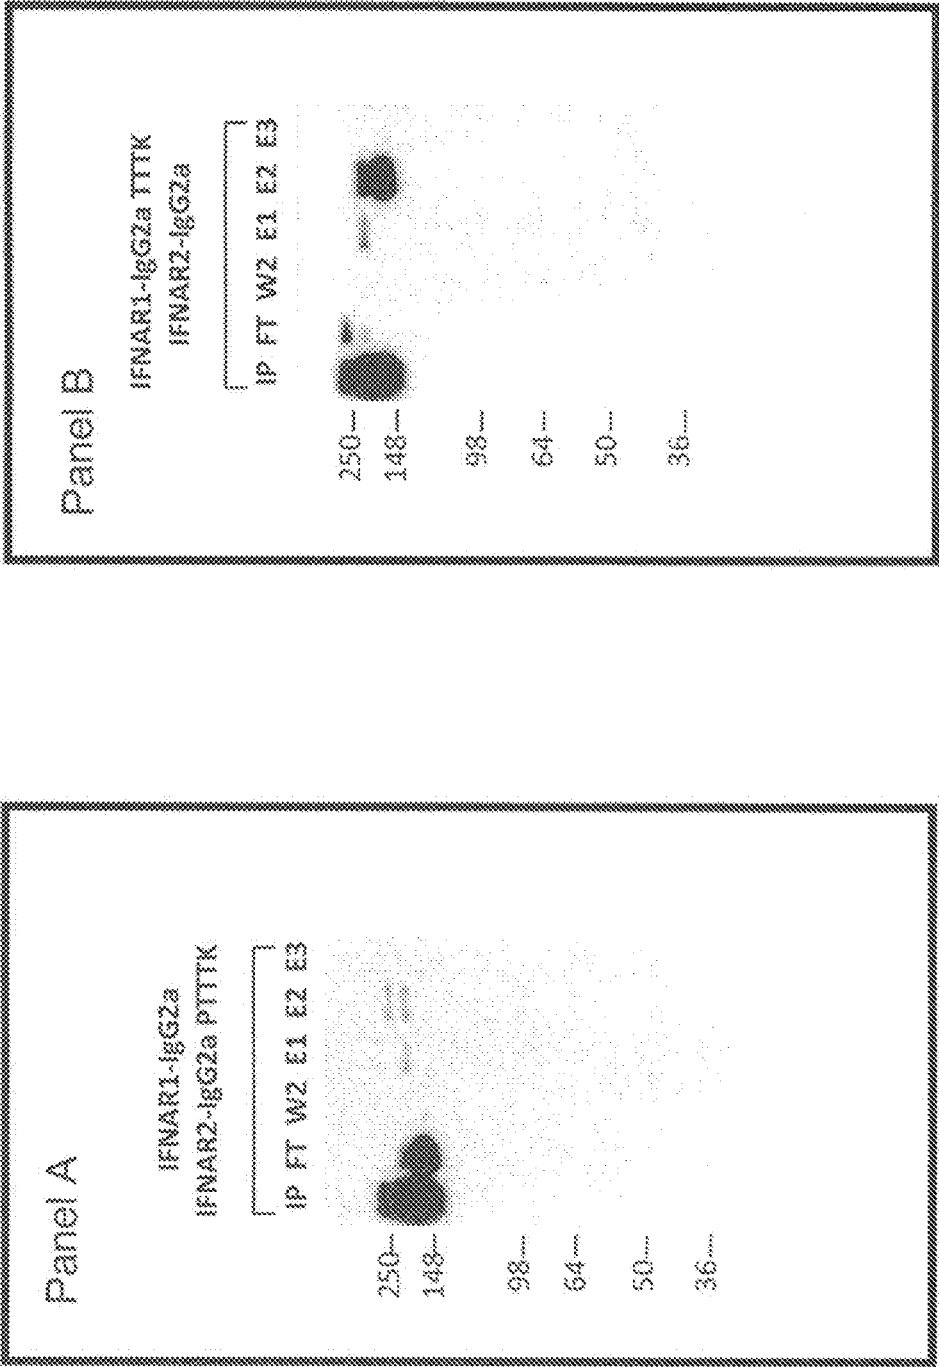 Panel A
IFNAR1-IgG2a
IFNAR2-IgG2a PTTTK
IP FT W2 E1 E2 E3
250
148
98
64
50
36
Panel B
IFNAR1-IgG2a TTTK
IFNAR2-IgG2a
IP FT W2 E1 E2 E3
250
148
98
64
50
36